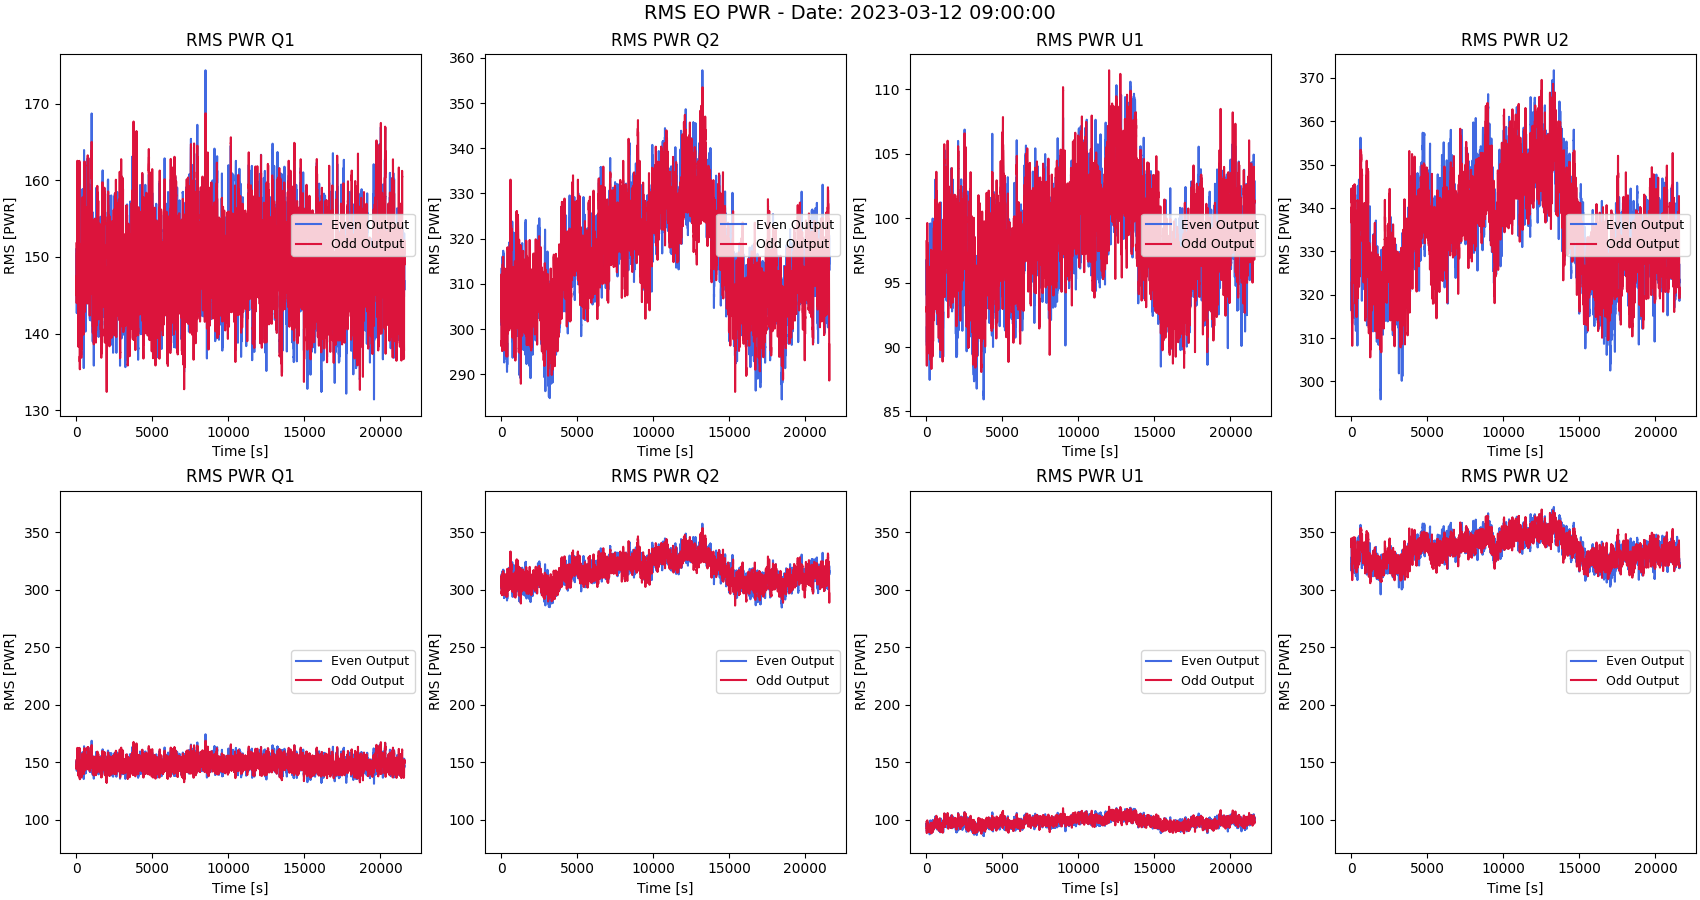 RMS EO PWR - Date: 2023-03-12 09:00:00
RMS PWR Q1
RMS [PWR]
170
160
150
140
130
0 5000 10000 15000 20000
Time [s]
Even Output
Odd Output
RMS PWR Q2
RMS [PWR]
360
350
340
330
320
310
300
290
0 5000 10000 15000 20000
Time [s]
Even Output
Odd Output
RMS PWR U1
RMS [PWR]
110
105
100
95
90
85
0 5000 10000 15000 20000
Time [s]
Even Output
Odd Output
RMS PWR U2
RMS [PWR]
370
360
350
340
330
320
310
300
0 5000 10000 15000 20000
Time [s]
Even Output
Odd Output
RMS PWR Q1
RMS [PWR]
350
300
250
200
150
100
0 5000 10000 15000 20000
Time [s]
Even Output
Odd Output
RMS PWR Q2
RMS [PWR]
350
300
250
200
150
100
0 5000 10000 15000 20000
Time [s]
Even Output
Odd Output
RMS PWR U1
RMS [PWR]
350
300
250
200
150
100
0 5000 10000 15000 20000
Time [s]
Even Output
Odd Output
RMS PWR U2
RMS [PWR]
350
300
250
200
150
100
0 5000 10000 15000 20000
Time [s]
Even Output
Odd Output